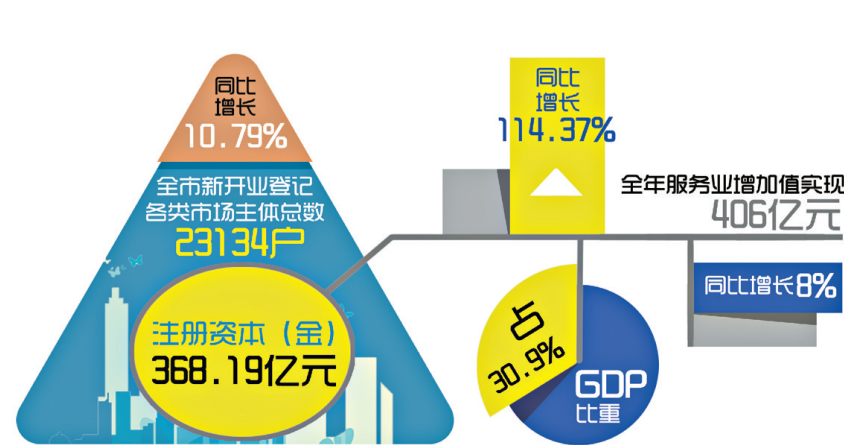 同比
增长
10.79%
全市新开业登记
各类市场主体总数
23134户
注册资本（金）
368.19亿元
同比
增长
114.37%
全年服务业增加值实现
406亿元
同比增长8%
占
30.9%
GDP
比重